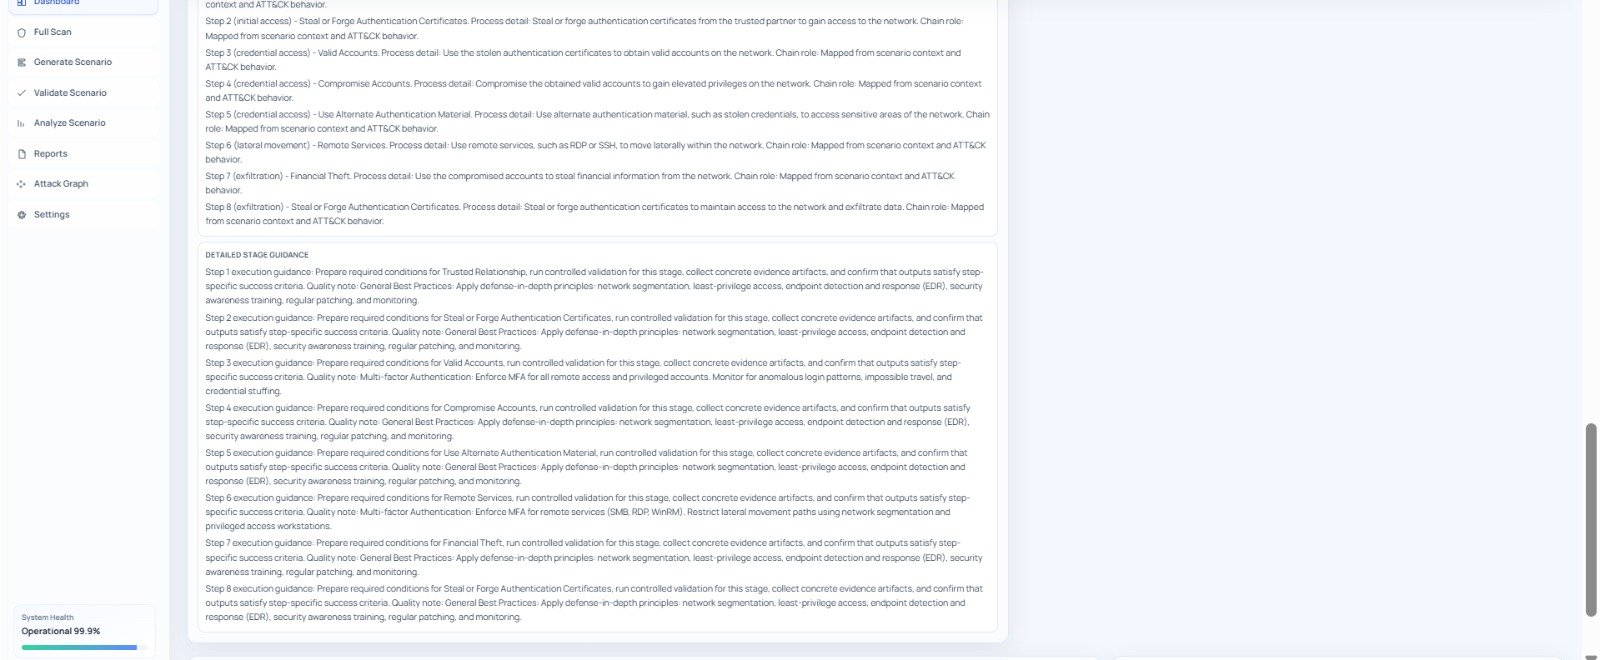 Dashboard
Full Scan
Generate Scenario
Validate Scenario
Analyze Scenario
Reports
Attack Graph
Settings
System Health
Operational 99.9%
context and ATT&CK behavior.
Step 2 (initial access) - Steal or Forge Authentication Certificates. Process detail: Steal or forge authentication certificates from the trusted partner to gain access to the network. Chain role:
Mapped from scenario context and ATT&CK behavior.
Step 3 (credential access) - Valid Accounts. Process detail: Use the stolen authentication certificates to obtain valid accounts on the network. Chain role: Mapped from scenario context and
ATT&CK behavior.
Step 4 (credential access) - Compromise Accounts. Process detail: Compromise the obtained valid accounts to gain elevated privileges on the network. Chain role: Mapped from scenario context
and ATT&CK behavior.
Step 5 (credential access) - Use Alternate Authentication Material. Process detail: Use alternate authentication material, such as stolen credentials, to access sensitive areas of the network. Chain
role: Mapped from scenario context and ATT&CK behavior.
Step 6 (lateral movement) - Remote Services. Process detail: Use remote services, such as RDP or SSH, to move laterally within the network. Chain role: Mapped from scenario context and ATT&CK
behavior.
Step 7 (exfiltration) - Financial Theft. Process detail: Use the compromised accounts to steal financial information from the network. Chain role: Mapped from scenario context and ATT&CK
behavior.
Step 8 (exfiltration) - Steal or Forge Authentication Certificates. Process detail: Steal or forge authentication certificates to maintain access to the network and exfiltrate data. Chain role: Mapped
from scenario context and ATT&CK behavior.
DETAILED STAGE GUIDANCE
Step 1 execution guidance: Prepare required conditions for Trusted Relationship, run controlled validation for this stage, collect concrete evidence artifacts, and confirm that outputs satisfy step-
specific success criteria. Quality note: General Best Practices: Apply defense-in-depth principles: network segmentation, least-privilege access, endpoint detection and response (EDR), security
awareness training, regular patching, and monitoring.
Step 2 execution guidance: Prepare required conditions for Steal or Forge Authentication Certificates, run controlled validation for this stage, collect concrete evidence artifacts, and confirm that
outputs satisfy step-specific success criteria. Quality note: General Best Practices: Apply defense-in-depth principles: network segmentation, least-privilege access, endpoint detection and
response (EDR), security awareness training, regular patching, and monitoring.
Step 3 execution guidance: Prepare required conditions for Valid Accounts, run controlled validation for this stage, collect concrete evidence artifacts, and confirm that outputs satisfy step-
specific success criteria. Quality note: Multi-factor Authentication: Enforce MFA for all remote access and privileged accounts. Monitor for anomalous login patterns, impossible travel, and
credential stuffing.
Step 4 execution guidance: Prepare required conditions for Compromise Accounts, run controlled validation for this stage, collect concrete evidence artifacts, and confirm that outputs satisfy
step-specific success criteria. Quality note: General Best Practices: Apply defense-in-depth principles: network segmentation, least-privilege access, endpoint detection and response (EDR),
security awareness training, regular patching, and monitoring.
Step 5 execution guidance: Prepare required conditions for Use Alternate Authentication Material, run controlled validation for this stage, collect concrete evidence artifacts, and confirm that
outputs satisfy step-specific success criteria. Quality note: General Best Practices: Apply defense-in-depth principles: network segmentation, least-privilege access, endpoint detection and
response (EDR), security awareness training, regular patching, and monitoring.
Step 6 execution guidance: Prepare required conditions for Remote Services, run controlled validation for this stage, collect concrete evidence artifacts, and confirm that outputs satisfy step-
specific success criteria. Quality note: Multi-factor Authentication: Enforce MFA for remote services (SMB, RDP, WinRM). Restrict lateral movement paths using network segmentation and
privileged access workstations.
Step 7 execution guidance: Prepare required conditions for Financial Theft, run controlled validation for this stage, collect concrete evidence artifacts, and confirm that outputs satisfy step-
specific success criteria. Quality note: General Best Practices: Apply defense-in-depth principles: network segmentation, least-privilege access, endpoint detection and response (EDR), security
awareness training, regular patching, and monitoring.
Step 8 execution guidance: Prepare required conditions for Steal or Forge Authentication Certificates, run controlled validation for this stage, collect concrete evidence artifacts, and confirm that
outputs satisfy step-specific success criteria. Quality note: General Best Practices: Apply defense-in-depth principles: network segmentation, least-privilege access, endpoint detection and
response (EDR), security awareness training, regular patching, and monitoring.